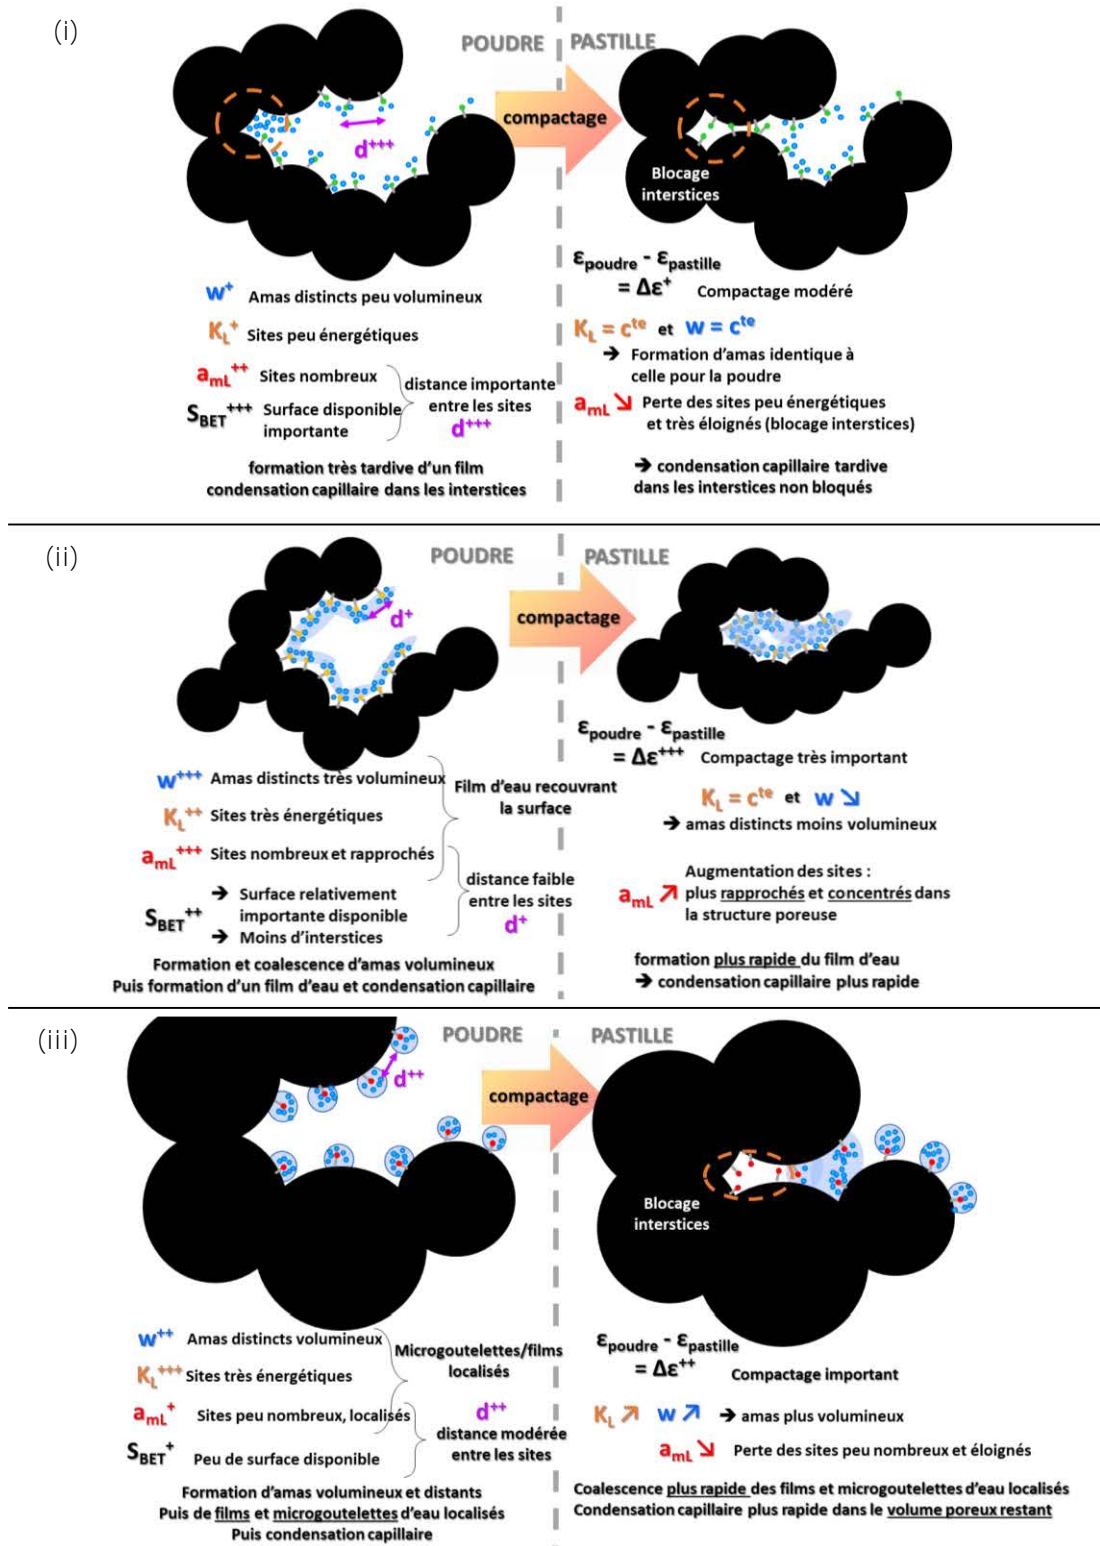 (i)
POUDRE
PASTILLE
compactage
d+++
Blocage
interstices
w+ Amas distincts peu volumineux
KL+ Sites peu énergétiques
amL++ Sites nombreux
SBET+++ Surface disponible
importante
distance importante
entre les sites
d+++
formation très tardive d'un film
condensation capillaire dans les interstices
εpoudre - εpastille
= Δε+ Compactage modéré
KL = cte et w = cte
➔ Formation d'amas identique à
celle pour la poudre
amL ↘ Perte des sites peu énergétiques
et très éloignés (blocage interstices)
➔ condensation capillaire tardive
dans les interstices non bloqués
(ii)
POUDRE
PASTILLE
compactage
d+
w+++ Amas distincts très volumineux
KL++ Sites très énergétiques
amL+++ Sites nombreux et rapprochés
Film d'eau recouvrant
la surface
SBET++ ➔ Surface relativement
importante disponible
➔ Moins d'interstices
distance faible
entre les sites
d+
Formation et coalescence d'amas volumineux
Puis formation d'un film d'eau et condensation capillaire
εpoudre - εpastille
= Δε+++ Compactage très important
KL = cte et w ↘
➔ amas distincts moins volumineux
amL ↗ Augmentation des sites :
plus rapprochés et concentrés dans
la structure poreuse
formation plus rapide du film d'eau
➔ condensation capillaire plus rapide
(iii)
POUDRE
PASTILLE
compactage
d++
Blocage
interstices
w++ Amas distincts volumineux
KL+++ Sites très énergétiques
amL+ Sites peu nombreux, localisés
SBET+ Peu de surface disponible
Microgoutelettes/films
localisés
d++
distance modérée
entre les sites
Formation d'amas volumineux et distants
Puis de films et microgoutelettes d'eau localisés
Puis condensation capillaire
εpoudre - εpastille
= Δε++ Compactage important
KL ↗ w ↗ ➔ amas plus volumineux
amL ↘ Perte des sites peu nombreux et éloignés
Coalescence plus rapide des films et microgoutelettes d'eau localisés
Condensation capillaire plus rapide dans le volume poreux restant